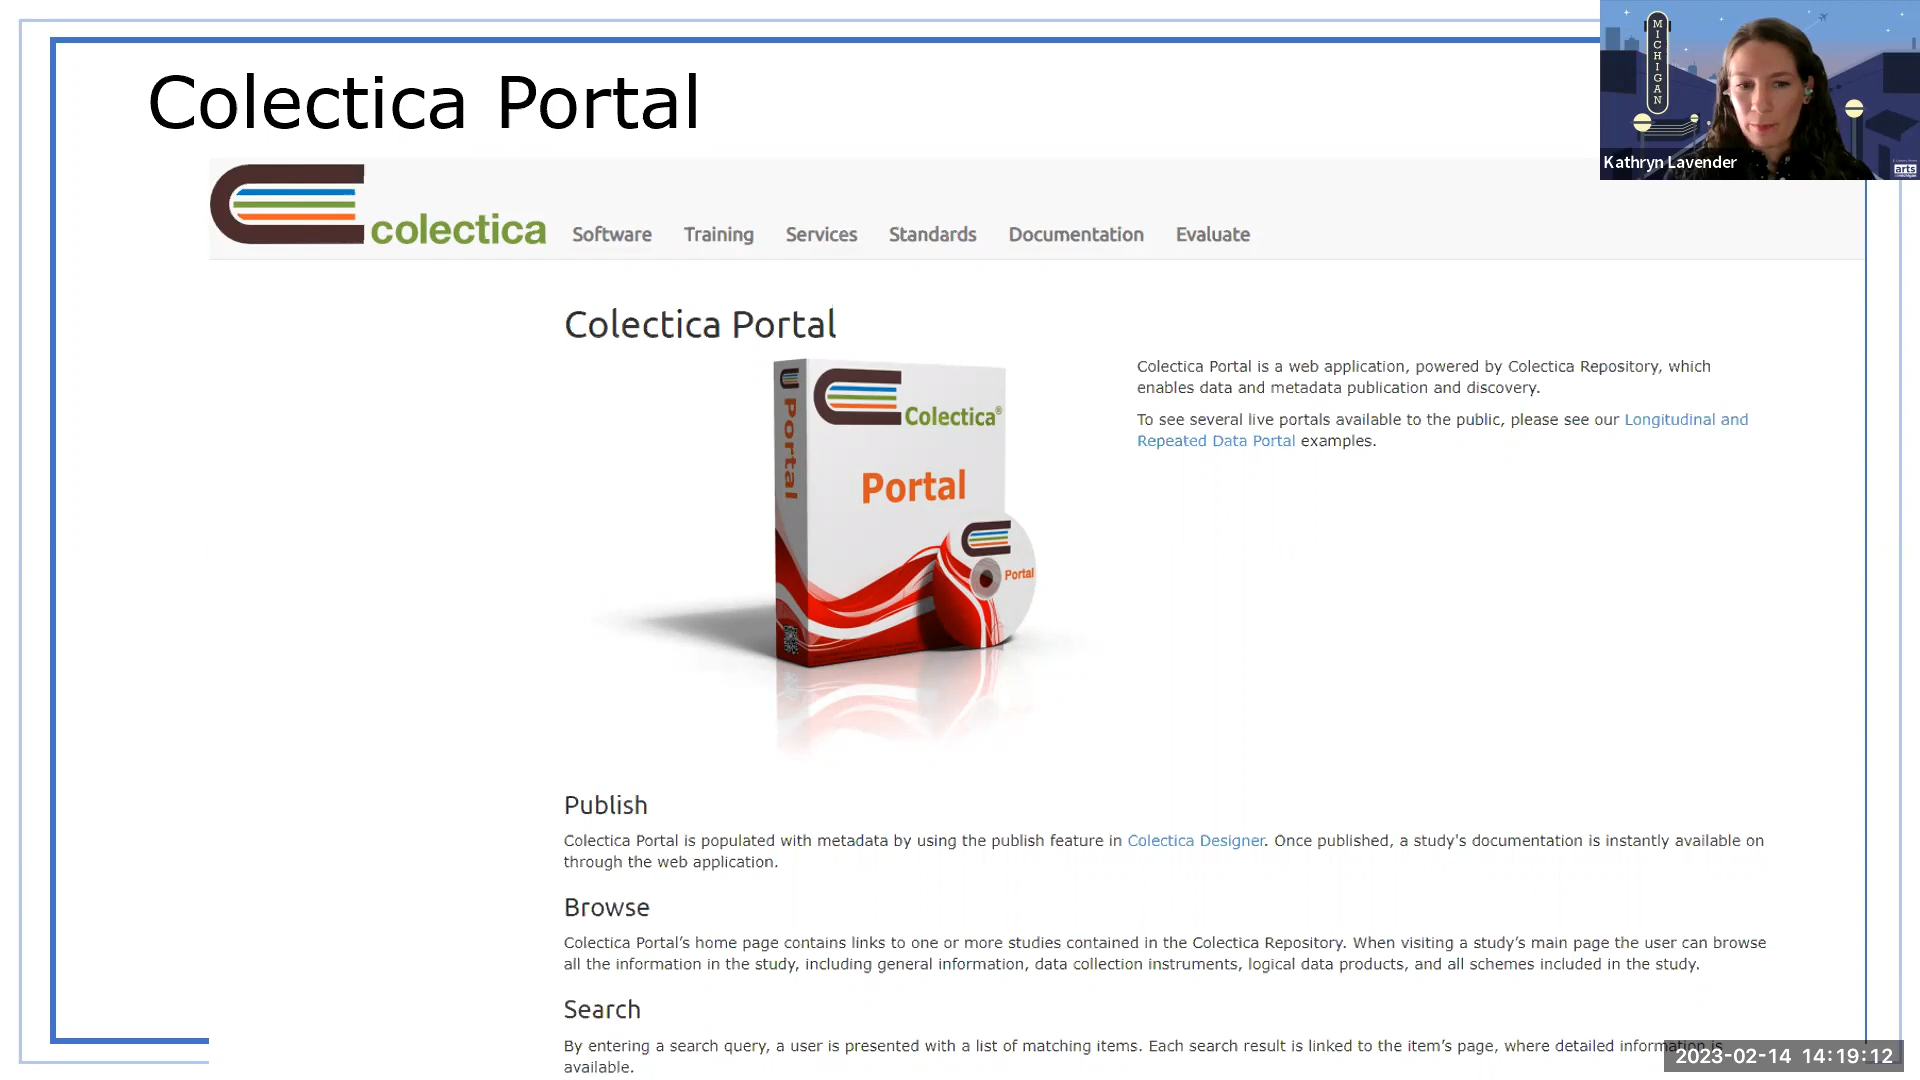 Colectica Portal
MICHIGAN
Kathryn Lavender
arts
colectica
Software Training Services Standards Documentation Evaluate
Colectica Portal
Portal
Colectica®
Portal
Portal
Colectica Portal is a web application, powered by Colectica Repository, which
enables data and metadata publication and discovery.
To see several live portals available to the public, please see our Longitudinal and
Repeated Data Portal examples.
Publish
Colectica Portal is populated with metadata by using the publish feature in Colectica Designer. Once published, a study's documentation is instantly available on
through the web application.
Browse
Colectica Portal’s home page contains links to one or more studies contained in the Colectica Repository. When visiting a study’s main page the user can browse
all the information in the study, including general information, data collection instruments, logical data products, and all schemes included in the study.
Search
By entering a search query, a user is presented with a list of matching items. Each search result is linked to the item’s page, where detailed information is
available.
2023-02-14 14:19:12